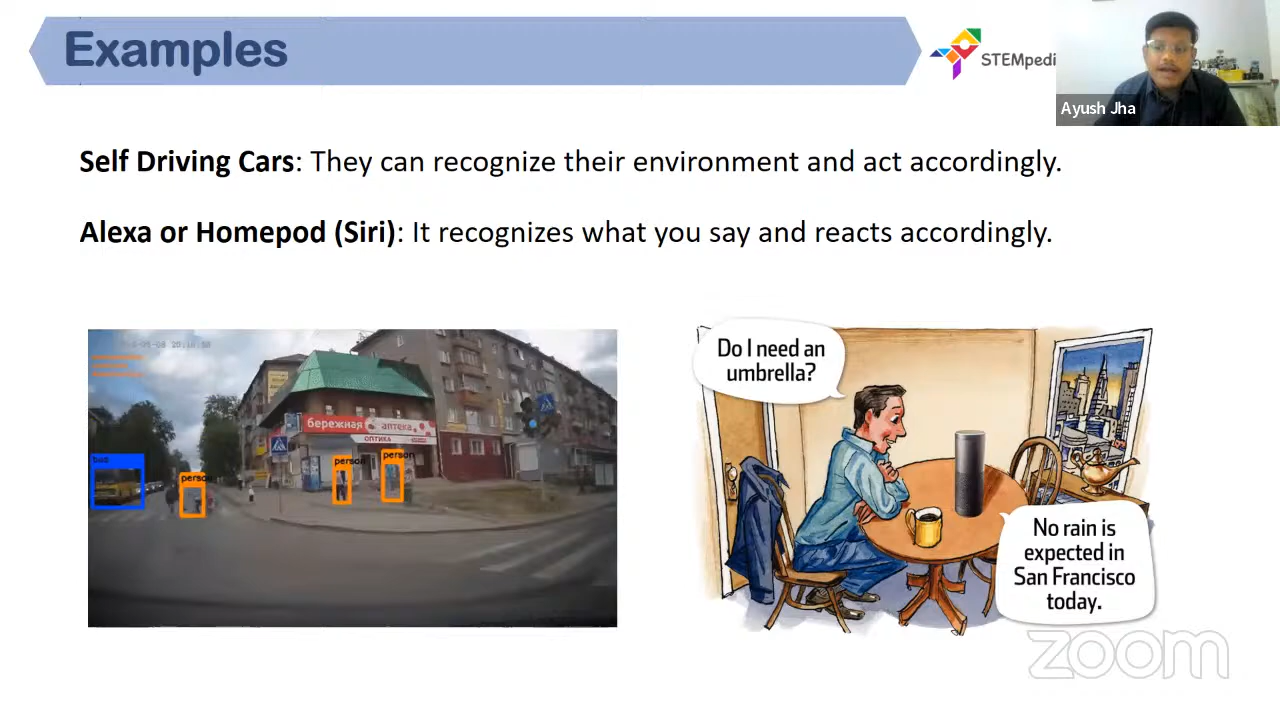 Examples
STEMpedi
Ayush Jha
Self Driving Cars: They can recognize their environment and act accordingly.
Alexa or Homepod (Siri): It recognizes what you say and reacts accordingly.
бережная аптека
ОПТИКА
bus
person
person
person
Do I need an
umbrella?
No rain is
expected in
San Francisco
today.
zoom